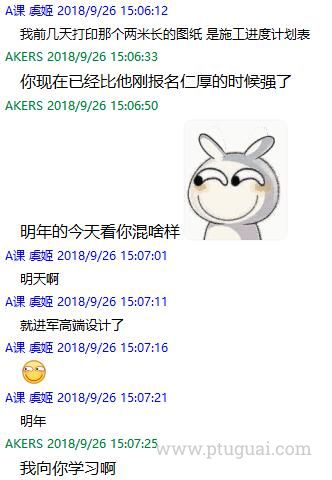 A课 虞姬 2018/9/26 15:06:12
我前几天打印那个两米长的图纸 是施工进度计划表
AKERS 2018/9/26 15:06:33
你现在已经比他刚报名仁厚的时候强了
AKERS 2018/9/26 15:06:50
明年的今天看你混啥样
A课 虞姬 2018/9/26 15:07:01
明天啊
A课 虞姬 2018/9/26 15:07:11
就进军高端设计了
A课 虞姬 2018/9/26 15:07:16
A课 虞姬 2018/9/26 15:07:21
明年
AKERS 2018/9/26 15:07:25
www.ptuguai.com
我向你学习啊